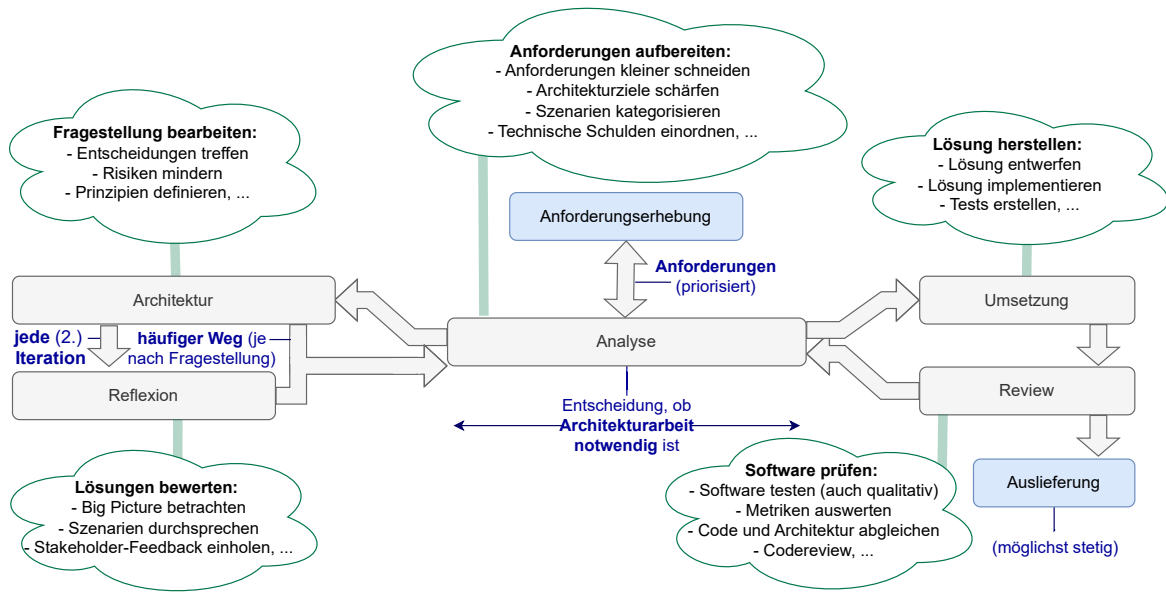 Anforderungen aufbereiten:
- Anforderungen kleiner schneiden
- Architekturziele schärfen
- Szenarien kategorisieren
- Technische Schulden einordnen, ...
Fragestellung bearbeiten:
- Entscheidungen treffen
- Risiken mindern
- Prinzipien definieren, ...
Lösung herstellen:
- Lösung entwerfen
- Lösung implementieren
- Tests erstellen, ...
Anforderungserhebung
Anforderungen
(priorisiert)
Architektur
Umsetzung
jede (2.)
Iteration
häufiger Weg (je
nach Fragestellung)
Analyse
Reflexion
Review
Entscheidung, ob
Architekturarbeit
notwendig ist
Lösungen bewerten:
- Big Picture betrachten
- Szenarien durchsprechen
- Stakeholder-Feedback einholen, ...
Software prüfen:
- Software testen (auch qualitativ)
- Metriken auswerten
- Code und Architektur abgleichen
- Codereview, ...
Auslieferung
(möglichst stetig)